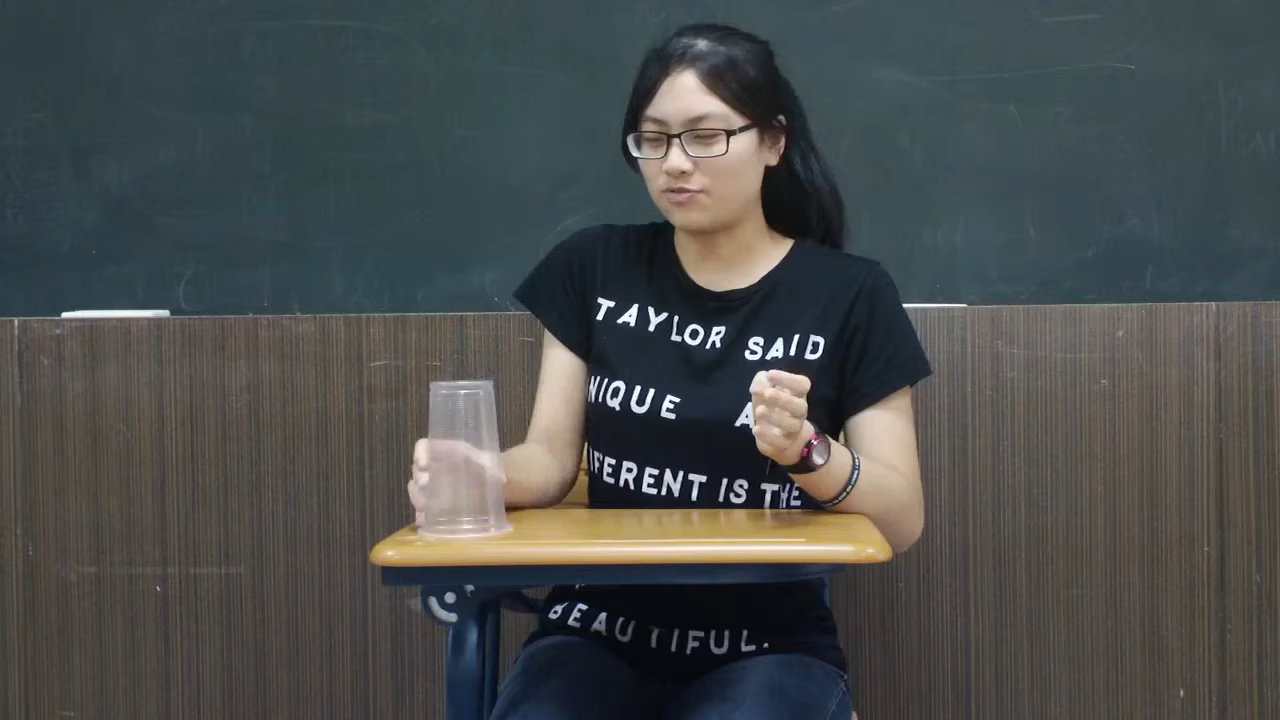 TAYLOR SAID
NIQUE A
IFERENT IS THE
BEAUTIFUL.